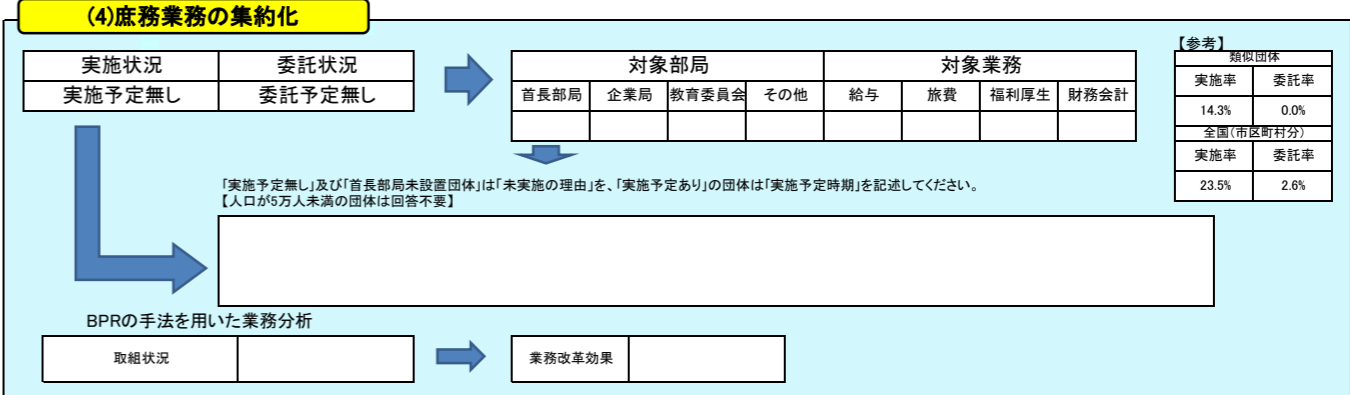 (4)庶務業務の集約化
実施状況 委託状況
実施予定無し 委託予定無し
対象部局 対象業務
首長部局 企業局 教育委員会 その他 給与 旅費 福利厚生 財務会計
【参考】
類似団体
実施率 委託率
14.3% 0.0%
全国(市区町村分)
実施率 委託率
23.5% 2.6%
「実施予定無し」及び「首長部局未設置団体」は「未実施の理由」を、「実施予定あり」の団体は「実施予定時期」を記述してください。
【人口が5万人未満の団体は回答不要】
BPRの手法を用いた業務分析
取組状況
業務改革効果